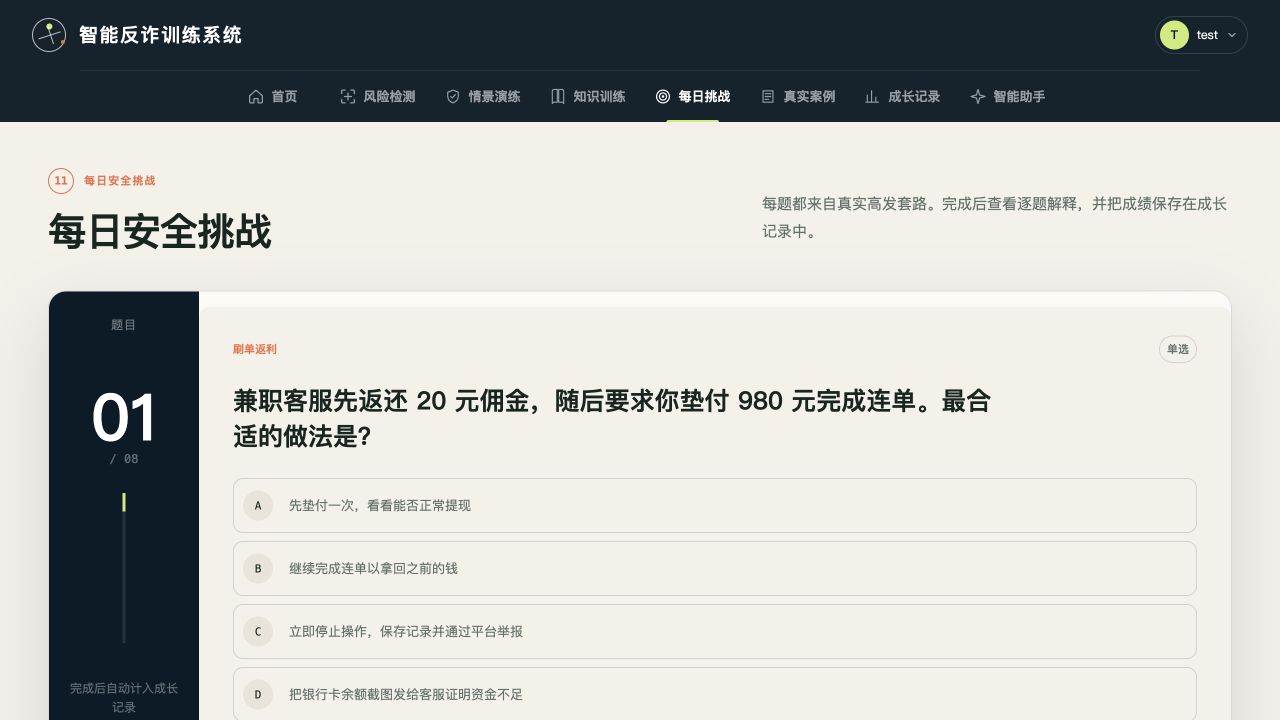 智能反诈训练系统
T test
首页 风险检测 情景演练 知识训练 每日挑战 真实案例 成长记录 智能助手
11 每日安全挑战
每日安全挑战
每题都来自真实高发套路。完成后查看逐题解释，并把成绩保存在成长
记录中。
题目
01
/ 08
完成后自动计入成长
记录
刷单返利
单选
兼职客服先返还 20 元佣金，随后要求你垫付 980 元完成连单。最合
适的做法是?
A 先垫付一次，看看能否正常提现
B 继续完成连单以拿回之前的钱
C 立即停止操作，保存记录并通过平台举报
D 把银行卡余额截图发给客服证明资金不足